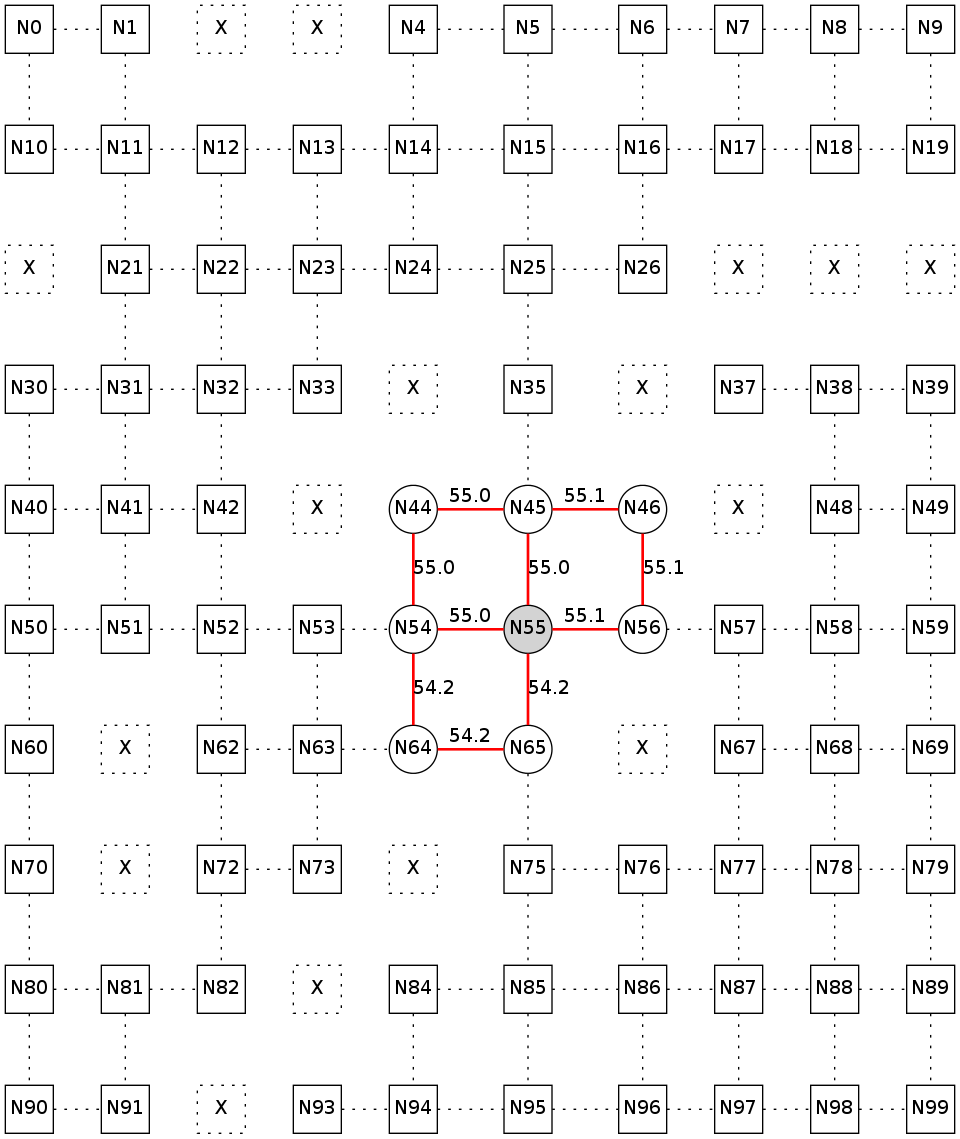 N0 N1 X X N4 N5 N6 N7 N8 N9
N10 N11 N12 N13 N14 N15 N16 N17 N18 N19
X N21 N22 N23 N24 N25 N26 X X X
N30 N31 N32 N33 X N35 X N37 N38 N39
55.0 55.1
N40 N41 N42 X N44 N45 N46 X N48 N49
55.0 55.0 55.1
55.0 55.1
N50 N51 N52 N53 N54 N55 N56 N57 N58 N59
54.2 54.2
54.2
N60 X N62 N63 N64 N65 X N67 N68 N69
N70 X N72 N73 X N75 N76 N77 N78 N79
N80 N81 N82 X N84 N85 N86 N87 N88 N89
N90 N91 X N93 N94 N95 N96 N97 N98 N99